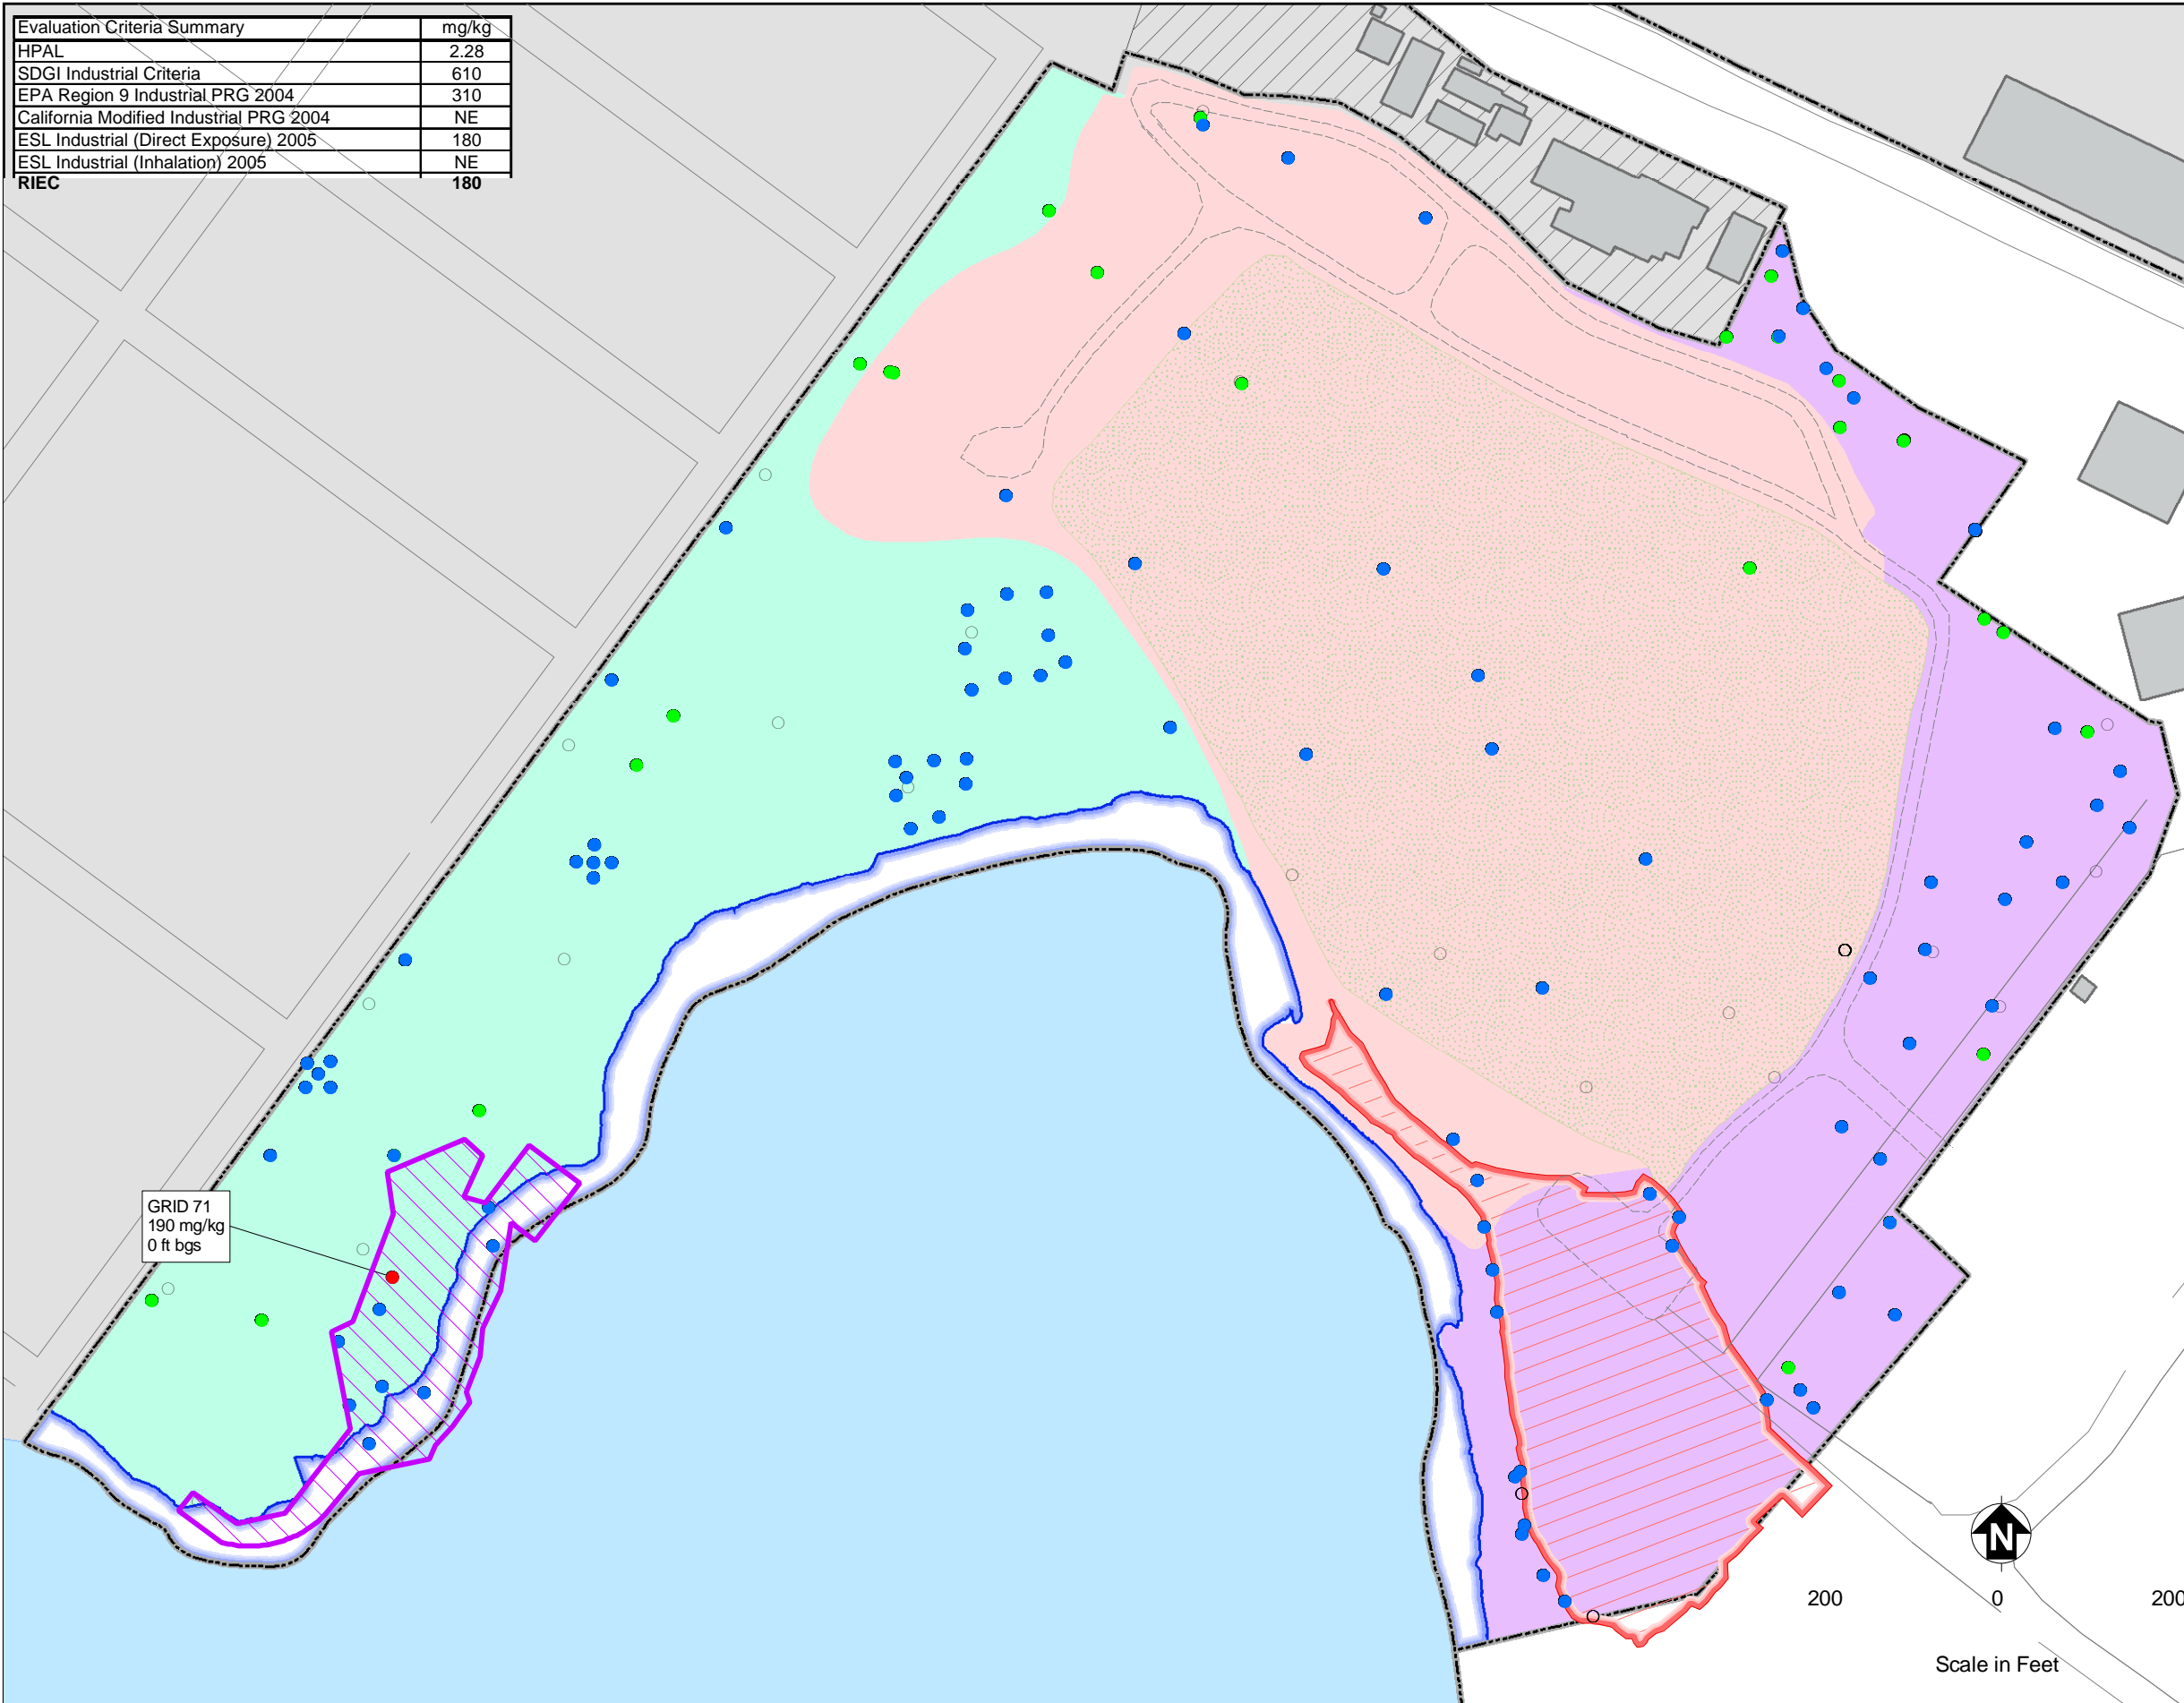 Evaluation Criteria Summary mg/kg
HPAL 2.28
SDGI Industrial Criteria 610
EPA Region 9 Industrial PRG 2004 310
California Modified Industrial PRG 2004 NE
ESL Industrial (Direct Exposure) 2005 180
ESL Industrial (Inhalation) 2005 NE
RIEC 180
GRID 71
190 mg/kg
0 ft bgs
N
200 0 200
Scale in Feet